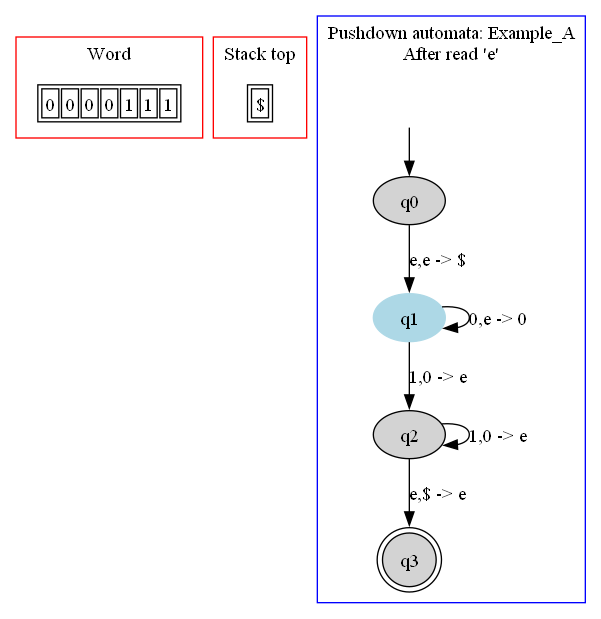 Word
0 0 0 0 1 1 1
Stack top
$
Pushdown automata: Example_A
After read 'e'
q0
e,e -> $
q1
0,e -> 0
1,0 -> e
q2
1,0 -> e
e,$ -> e
q3